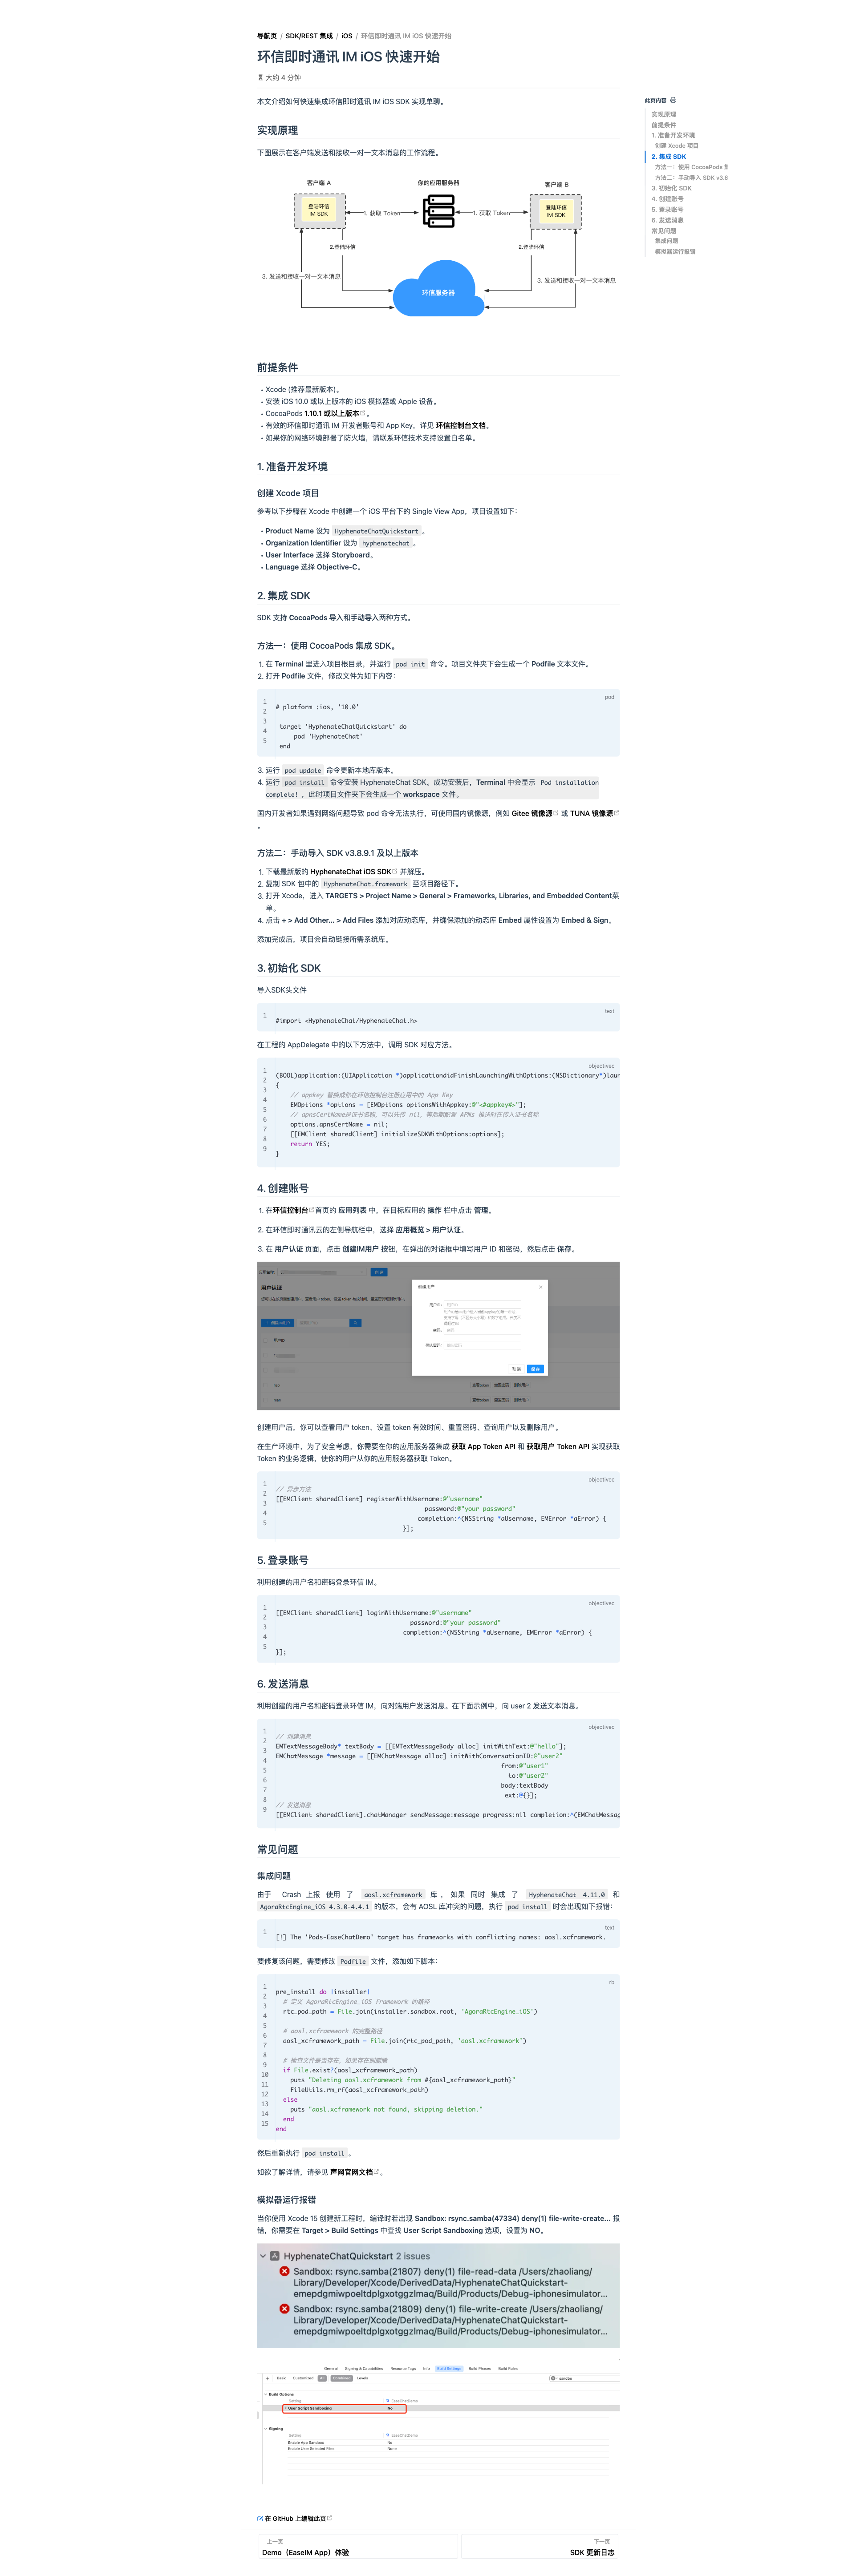 导航页 / SDK/REST 集成 / iOS / 环信即时通讯 IM iOS 快速开始
环信即时通讯 IM iOS 快速开始
大约 4 分钟
此页内容
实现原理
前提条件
1. 准备开发环境
创建 Xcode 项目
2. 集成 SDK
方法一：使用 CocoaPods 集
方法二：手动导入 SDK v3.8
3. 初始化 SDK
4. 创建账号
5. 登录账号
6. 发送消息
常见问题
集成问题
模拟器运行报错
本文介绍如何快速集成环信即时通讯 IM iOS SDK 实现单聊。
实现原理
下图展示在客户端发送和接收一对一文本消息的工作流程。
客户端 A
你的应用服务器
客户端 B
登陆环信
IM SDK
1. 获取 Token
1. 获取 Token
登陆环信
IM SDK
2.登陆环信
2.登陆环信
3. 发送和接收一对一文本消息
3. 发送和接收一对一文本消息
环信服务器
前提条件
• Xcode (推荐最新版本)。
• 安装 iOS 10.0 或以上版本的 iOS 模拟器或 Apple 设备。
• CocoaPods 1.10.1 或以上版本。
• 有效的环信即时通讯 IM 开发者账号和 App Key，详见 环信控制台文档。
• 如果你的网络环境部署了防火墙，请联系环信技术支持设置白名单。
1. 准备开发环境
创建 Xcode 项目
参考以下步骤在 Xcode 中创建一个 iOS 平台下的 Single View App，项目设置如下：
• Product Name 设为 HyphenateChatQuickstart 。
• Organization Identifier 设为 hyphenatechat 。
• User Interface 选择 Storyboard。
• Language 选择 Objective-C。
2. 集成 SDK
SDK 支持 CocoaPods 导入和手动导入两种方式。
方法一：使用 CocoaPods 集成 SDK。
1. 在 Terminal 里进入项目根目录，并运行 pod init 命令。项目文件夹下会生成一个 Podfile 文本文件。
2. 打开 Podfile 文件，修改文件为如下内容：
pod
1
2
3
4
5
# platform :ios, '10.0'
target 'HyphenateChatQuickstart' do
pod 'HyphenateChat'
end
3. 运行 pod update 命令更新本地库版本。
4. 运行 pod install 命令安装 HyphenateChat SDK。成功安装后，Terminal 中会显示 Pod installation
complete! ，此时项目文件夹下会生成一个 workspace 文件。
国内开发者如果遇到网络问题导致 pod 命令无法执行，可使用国内镜像源，例如 Gitee 镜像源 或 TUNA 镜像源
。
方法二：手动导入 SDK v3.8.9.1 及以上版本
1. 下载最新版的 HyphenateChat iOS SDK 并解压。
2. 复制 SDK 包中的 HyphenateChat.framework 至项目路径下。
3. 打开 Xcode，进入 TARGETS > Project Name > General > Frameworks, Libraries, and Embedded Content菜
单。
4. 点击 + > Add Other... > Add Files 添加对应动态库，并确保添加的动态库 Embed 属性设置为 Embed & Sign。
添加完成后，项目会自动链接所需系统库。
3. 初始化 SDK
导入SDK头文件
text
1
#import <HyphenateChat/HyphenateChat.h>
在工程的 AppDelegate 中的以下方法中，调用 SDK 对应方法。
objectivec
1
2
3
4
5
6
7
8
9
(BOOL)application:(UIApplication *)applicationdidFinishLaunchingWithOptions:(NSDictionary*)laun
{
// appkey 替换成你在环信控制台注册应用中的 App Key
EMOptions *options = [EMOptions optionsWithAppkey:@"<#appkey#>"];
// apnsCertName是证书名称，可以先传 nil，等后期配置 APNs 推送时在传入证书名称
options.apnsCertName = nil;
[[EMClient sharedClient] initializeSDKWithOptions:options];
return YES;
}
4. 创建账号
1. 在环信控制台首页的 应用列表 中，在目标应用的 操作 栏中点击 管理。
2. 在环信即时通讯云的左侧导航栏中，选择 应用概览 > 用户认证。
3. 在 用户认证 页面，点击 创建IM用户 按钮，在弹出的对话框中填写用户 ID 和密码，然后点击 保存。
用户认证
创建用户
创建用户后，你可以查看用户 token、设置 token 有效时间、重置密码、查询用户以及删除用户。
在生产环境中，为了安全考虑，你需要在你的应用服务器集成 获取 App Token API 和 获取用户 Token API 实现获取
Token 的业务逻辑，使你的用户从你的应用服务器获取 Token。
objectivec
1
2
3
4
5
// 异步方法
[[EMClient sharedClient] registerWithUsername:@"username"
password:@"your password"
completion:^(NSString *aUsername, EMError *aError) {
}];
5. 登录账号
利用创建的用户名和密码登录环信 IM。
objectivec
1
2
3
4
5
[[EMClient sharedClient] loginWithUsername:@"username"
password:@"your password"
completion:^(NSString *aUsername, EMError *aError) {
}];
6. 发送消息
利用创建的用户名和密码登录环信 IM，向对端用户发送消息。在下面示例中，向 user 2 发送文本消息。
objectivec
1
2
3
4
5
6
7
8
9
// 创建消息
EMTextMessageBody* textBody = [[EMTextMessageBody alloc] initWithText:@"hello"];
EMChatMessage *message = [[EMChatMessage alloc] initWithConversationID:@"user2"
from:@"user1"
to:@"user2"
body:textBody
ext:@{}];
// 发送消息
[[EMClient sharedClient].chatManager sendMessage:message progress:nil completion:^(EMChatMessag
常见问题
集成问题
由于 Crash 上报 使用 了 aosl.xcframework 库， 如果 同时 集成 了 HyphenateChat 4.11.0 和
AgoraRtcEngine_iOS 4.3.0-4.4.1 的版本，会有 AOSL 库冲突的问题，执行 pod install 时会出现如下报错：
text
1
[!] The 'Pods-EaseChatDemo' target has frameworks with conflicting names: aosl.xcframework.
要修复该问题，需要修改 Podfile 文件，添加如下脚本：
rb
1
2
3
4
5
6
7
8
9
10
11
12
13
14
15
pre_install do |installer|
# 定义 AgoraRtcEngine_iOS framework 的路径
rtc_pod_path = File.join(installer.sandbox.root, 'AgoraRtcEngine_iOS')
# aosl.xcframework 的完整路径
aosl_xcframework_path = File.join(rtc_pod_path, 'aosl.xcframework')
# 检查文件是否存在，如果存在则删除
if File.exist?(aosl_xcframework_path)
puts "Deleting aosl.xcframework from #{aosl_xcframework_path}"
FileUtils.rm_rf(aosl_xcframework_path)
else
puts "aosl.xcframework not found, skipping deletion."
end
end
然后重新执行 pod install 。
如欲了解详情，请参见 声网官网文档。
模拟器运行报错
当你使用 Xcode 15 创建新工程时，编译时若出现 Sandbox: rsync.samba(47334) deny(1) file-write-create... 报
错，你需要在 Target > Build Settings 中查找 User Script Sandboxing 选项，设置为 NO。
HyphenateChatQuickstart 2 issues
Sandbox: rsync.samba(21807) deny(1) file-read-data /Users/zhaoliang/
Library/Developer/Xcode/DerivedData/HyphenateChatQuickstart-
emepdgmiwpoeltdplgxotggzlmaq/Build/Products/Debug-iphonesimulator...
Sandbox: rsync.samba(21809) deny(1) file-write-create /Users/zhaoliang/
Library/Developer/Xcode/DerivedData/HyphenateChatQuickstart-
emepdgmiwpoeltdplgxotggzlmaq/Build/Products/Debug-iphonesimulator...
General Signing & Capabilities Resource Tags Info Build Settings Build Phases Build Rules
+ Basic Customized All Combined Levels
sandbo
Build Options
Setting EaseChatDemo
User Script Sandboxing No
Signing
Setting EaseChatDemo
Enable App Sandbox No
Enable User Selected Files None
在 GitHub 上编辑此页
上一页
Demo（EaseIM App）体验
下一页
SDK 更新日志